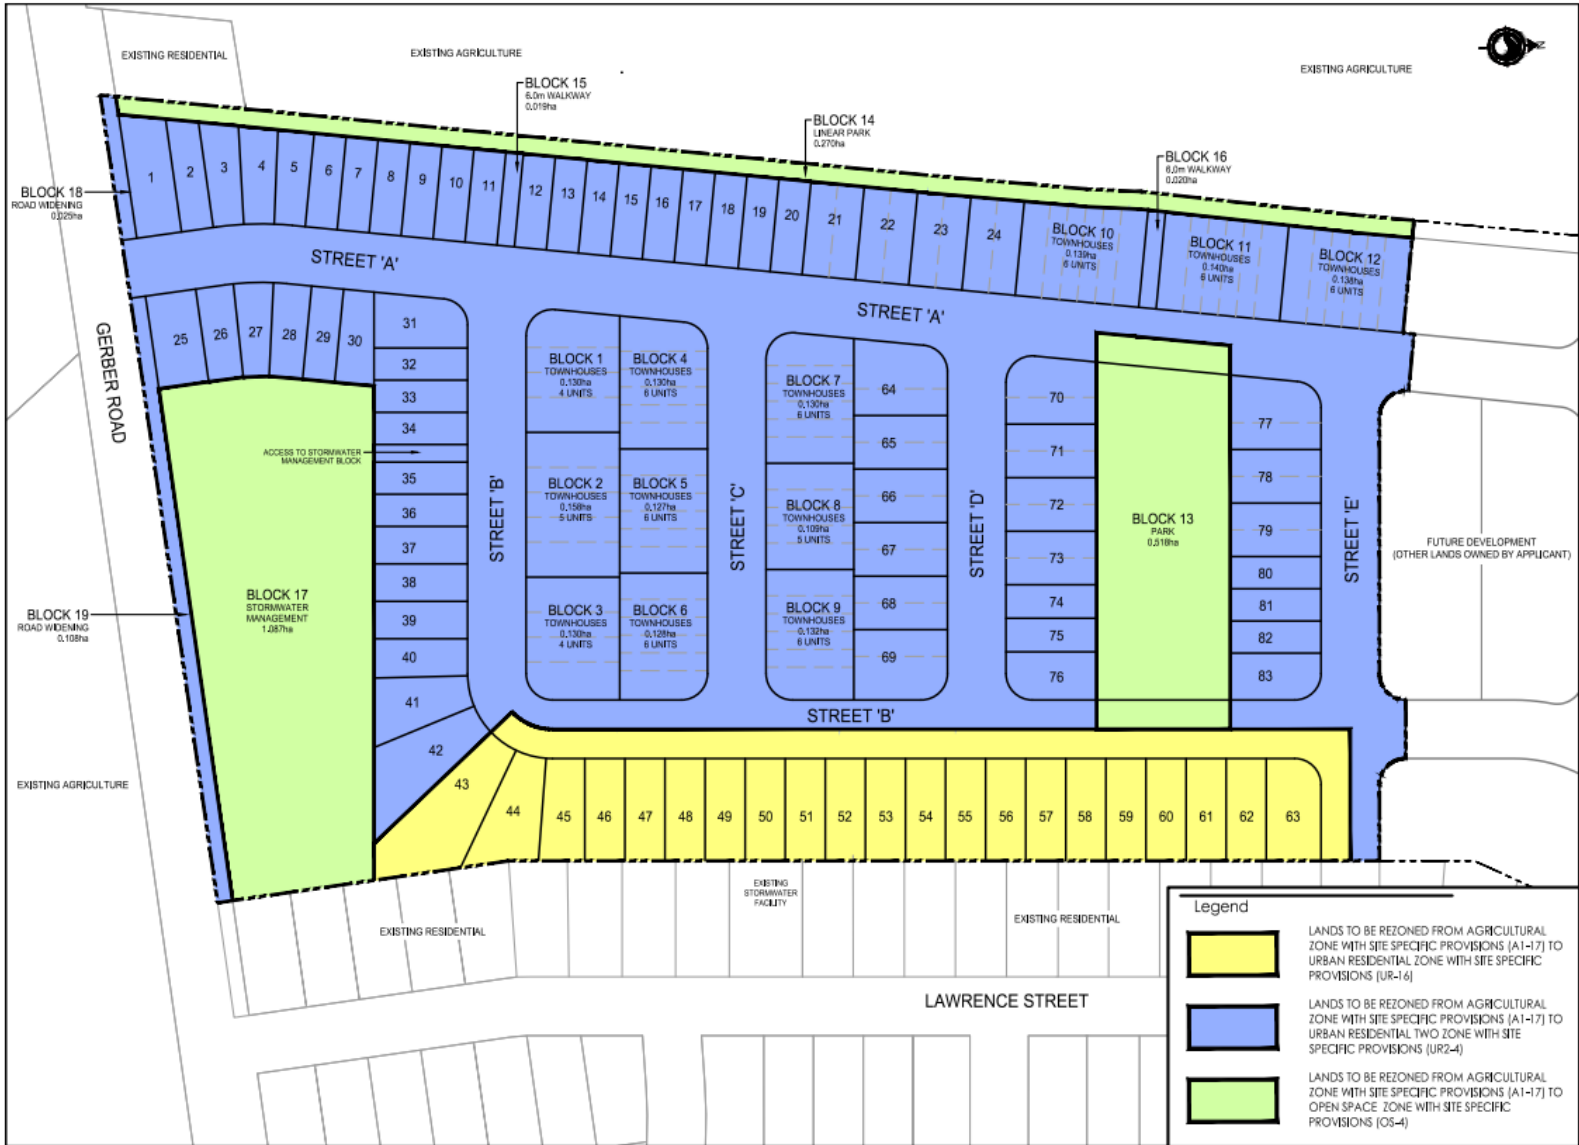 EXISTING RESIDENTIAL
EXISTING AGRICULTURE
EXISTING AGRICULTURE
N
BLOCK 15
6.0m WALKWAY
0.019ha
BLOCK 14
LINEAR PARK
0.270ha
BLOCK 16
6.0m WALKWAY
0.020ha
BLOCK 18
ROAD WIDENING
0.025ha
1
2
3
4
5
6
7
8
9
10
11
12
13
14
15
16
17
18
19
20
21
22
23
24
BLOCK 10
TOWNHOUSES
0.139ha
6 UNITS
BLOCK 11
TOWNHOUSES
0.140ha
6 UNITS
BLOCK 12
TOWNHOUSES
0.138ha
6 UNITS
STREET 'A'
STREET 'A'
GERBER ROAD
25
26
27
28
29
30
31
32
33
34
ACCESS TO STORMWATER
MANAGEMENT BLOCK
35
36
37
38
39
40
41
42
STREET 'B'
BLOCK 1
TOWNHOUSES
0.130ha
4 UNITS
BLOCK 4
TOWNHOUSES
0.130ha
6 UNITS
BLOCK 2
TOWNHOUSES
0.158ha
5 UNITS
BLOCK 5
TOWNHOUSES
0.127ha
6 UNITS
BLOCK 3
TOWNHOUSES
0.130ha
4 UNITS
BLOCK 6
TOWNHOUSES
0.128ha
6 UNITS
STREET 'C'
BLOCK 7
TOWNHOUSES
0.130ha
6 UNITS
BLOCK 8
TOWNHOUSES
0.109ha
5 UNITS
BLOCK 9
TOWNHOUSES
0.132ha
6 UNITS
64
65
66
67
68
69
STREET 'D'
70
71
72
73
74
75
76
BLOCK 13
PARK
0.518ha
77
78
79
80
81
82
83
STREET 'E'
FUTURE DEVELOPMENT
(OTHER LANDS OWNED BY APPLICANT)
BLOCK 17
STORMWATER
MANAGEMENT
1.087ha
BLOCK 19
ROAD WIDENING
0.108ha
STREET 'B'
EXISTING AGRICULTURE
43
44
45
46
47
48
49
50
51
52
53
54
55
56
57
58
59
60
61
62
63
EXISTING
STORMWATER
FACILITY
EXISTING RESIDENTIAL
EXISTING RESIDENTIAL
LAWRENCE STREET
Legend
LANDS TO BE REZONED FROM AGRICULTURAL
ZONE WITH SITE SPECIFIC PROVISIONS (A1-17) TO
URBAN RESIDENTIAL ZONE WITH SITE SPECIFIC
PROVISIONS (UR-16)
LANDS TO BE REZONED FROM AGRICULTURAL
ZONE WITH SITE SPECIFIC PROVISIONS (A1-17) TO
URBAN RESIDENTIAL TWO ZONE WITH SITE
SPECIFIC PROVISIONS (UR2-4)
LANDS TO BE REZONED FROM AGRICULTURAL
ZONE WITH SITE SPECIFIC PROVISIONS (A1-17) TO
OPEN SPACE ZONE WITH SITE SPECIFIC
PROVISIONS (OS-4)